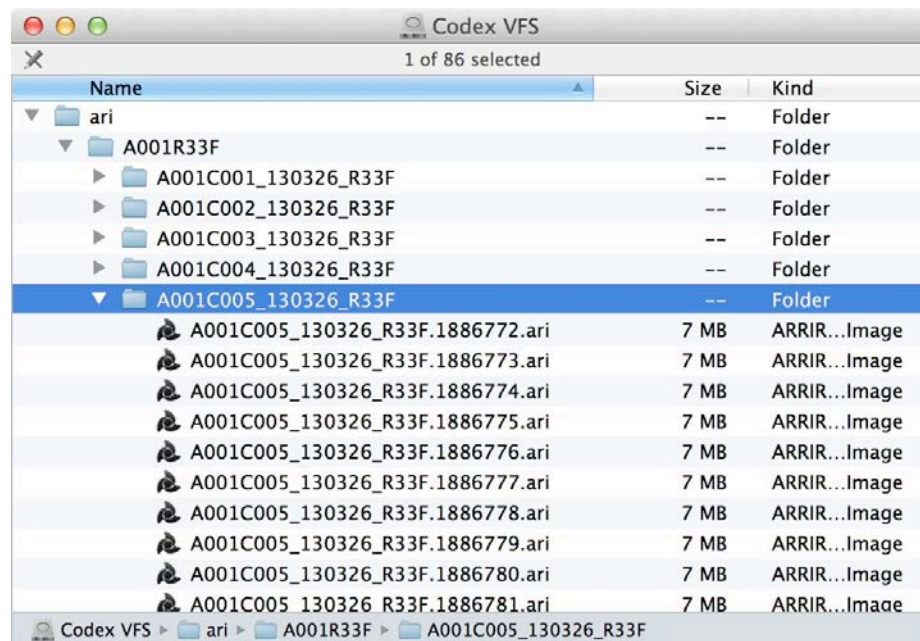 Codex VFS
1 of 86 selected
Name Size Kind
ari -- Folder
A001R33F -- Folder
A001C001_130326_R33F -- Folder
A001C002_130326_R33F -- Folder
A001C003_130326_R33F -- Folder
A001C004_130326_R33F -- Folder
A001C005_130326_R33F -- Folder
A001C005_130326_R33F.1886772.ari 7 MB ARRIR...Image
A001C005_130326_R33F.1886773.ari 7 MB ARRIR...Image
A001C005_130326_R33F.1886774.ari 7 MB ARRIR...Image
A001C005_130326_R33F.1886775.ari 7 MB ARRIR...Image
A001C005_130326_R33F.1886776.ari 7 MB ARRIR...Image
A001C005_130326_R33F.1886777.ari 7 MB ARRIR...Image
A001C005_130326_R33F.1886778.ari 7 MB ARRIR...Image
A001C005_130326_R33F.1886779.ari 7 MB ARRIR...Image
A001C005_130326_R33F.1886780.ari 7 MB ARRIR...Image
A001C005_130326_R33F.1886781.ari 7 MB ARRIR...Image
Codex VFS ▸ ari ▸ A001R33F ▸ A001C005_130326_R33F